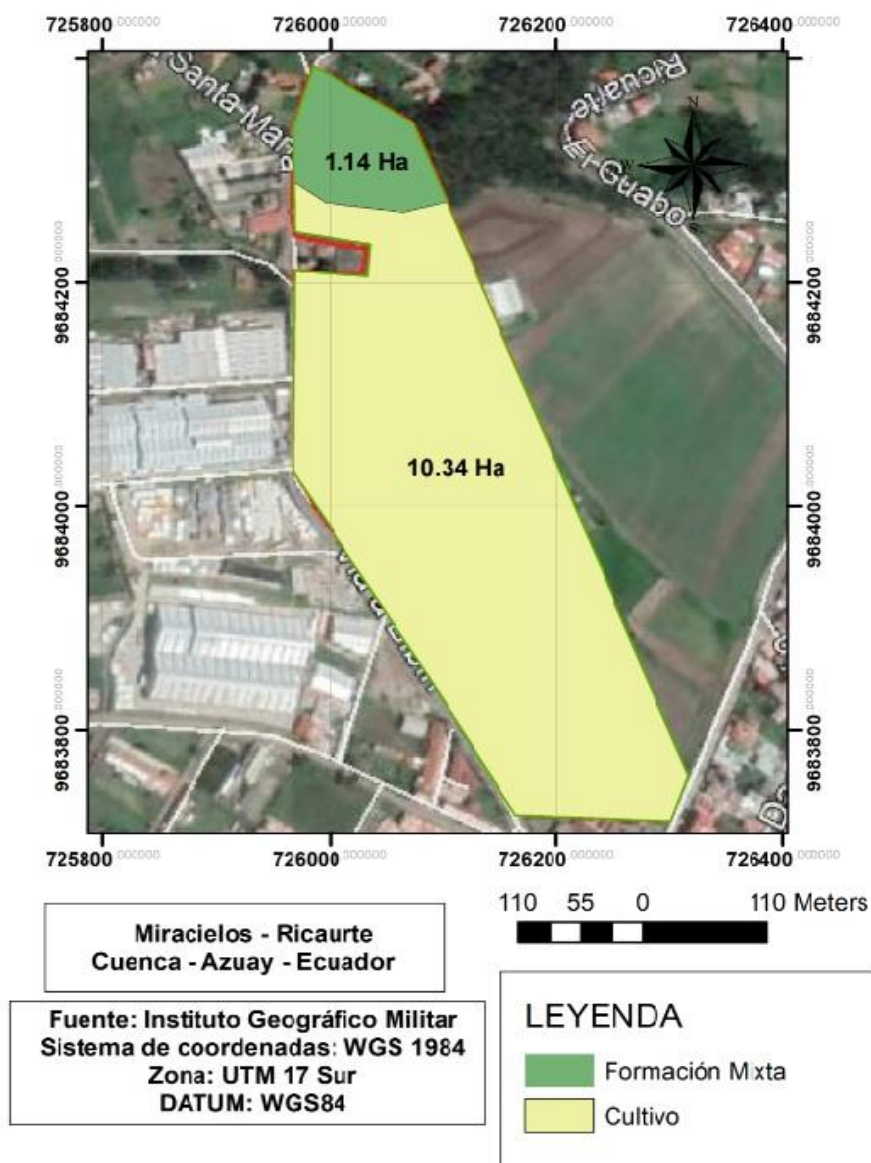 725800.000000 726000.000000 726200.000000 726400.000000
Santa María
Ricuarte
El Guabo
N
W
E
S
1.14 Ha
10.34 Ha
9684200.000000
9684000.000000
9683800.000000
9684200.000000
9684000.000000
9683800.000000
725800.000000 726000.000000 726200.000000 726400.000000
110 55 0 110 Meters
Miracielos - Ricaurte
Cuenca - Azuay - Ecuador
Fuente: Instituto Geográfico Militar
Sistema de coordenadas: WGS 1984
Zona: UTM 17 Sur
DATUM: WGS84
LEYENDA
Formación Mixta
Cultivo